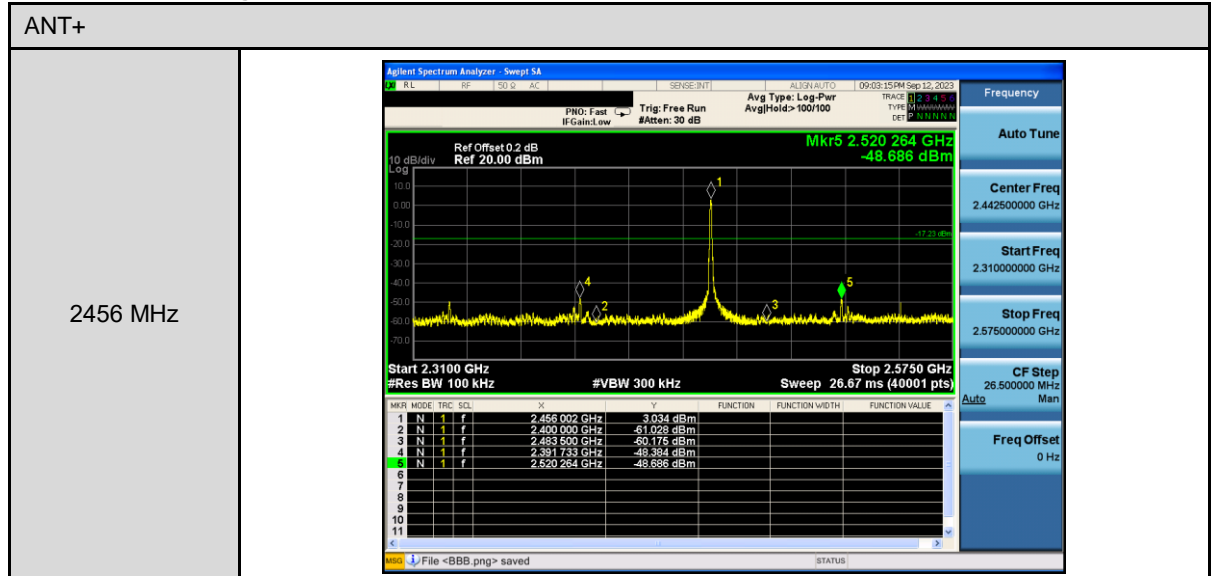 ANT+
2456 MHz
Agilent Spectrum Analyzer - Swept SA
RL RF 50 Ω AC SENSE:INT ALIGN AUTO 09:03:15 PM Sep 12, 2023
PNO: Fast Trig: Free Run Avg Type: Log-Pwr TRACE 1 2 3 4 5 6
IFGain:Low #Atten: 30 dB Avg|Hold:>100/100 TYPE M WWWWW
DET P N N N N N
Mkr5 2.520 264 GHz
-48.686 dBm
Ref Offset 0.2 dB
10 dB/div Ref 20.00 dBm
Log
10.0
0.00
-10.0
-20.0
-30.0
-40.0
-50.0
-60.0
-70.0
-17.23 dBm
1
4
5
2
3
Start 2.3100 GHz Stop 2.5750 GHz
#Res BW 100 kHz #VBW 300 kHz Sweep 26.67 ms (40001 pts)
MKR MODE TRC SCL X Y FUNCTION FUNCTION WIDTH FUNCTION VALUE
1 N 1 f 2.456 002 GHz 3.034 dBm
2 N 1 f 2.400 000 GHz -61.028 dBm
3 N 1 f 2.483 500 GHz -60.175 dBm
4 N 1 f 2.391 733 GHz -48.384 dBm
5 N 1 f 2.520 264 GHz -48.686 dBm
6
7
8
9
10
11
MSG File <BBB.png> saved STATUS
Frequency
Auto Tune
Center Freq
2.442500000 GHz
Start Freq
2.310000000 GHz
Stop Freq
2.575000000 GHz
CF Step
26.500000 MHz
Auto Man
Freq Offset
0 Hz